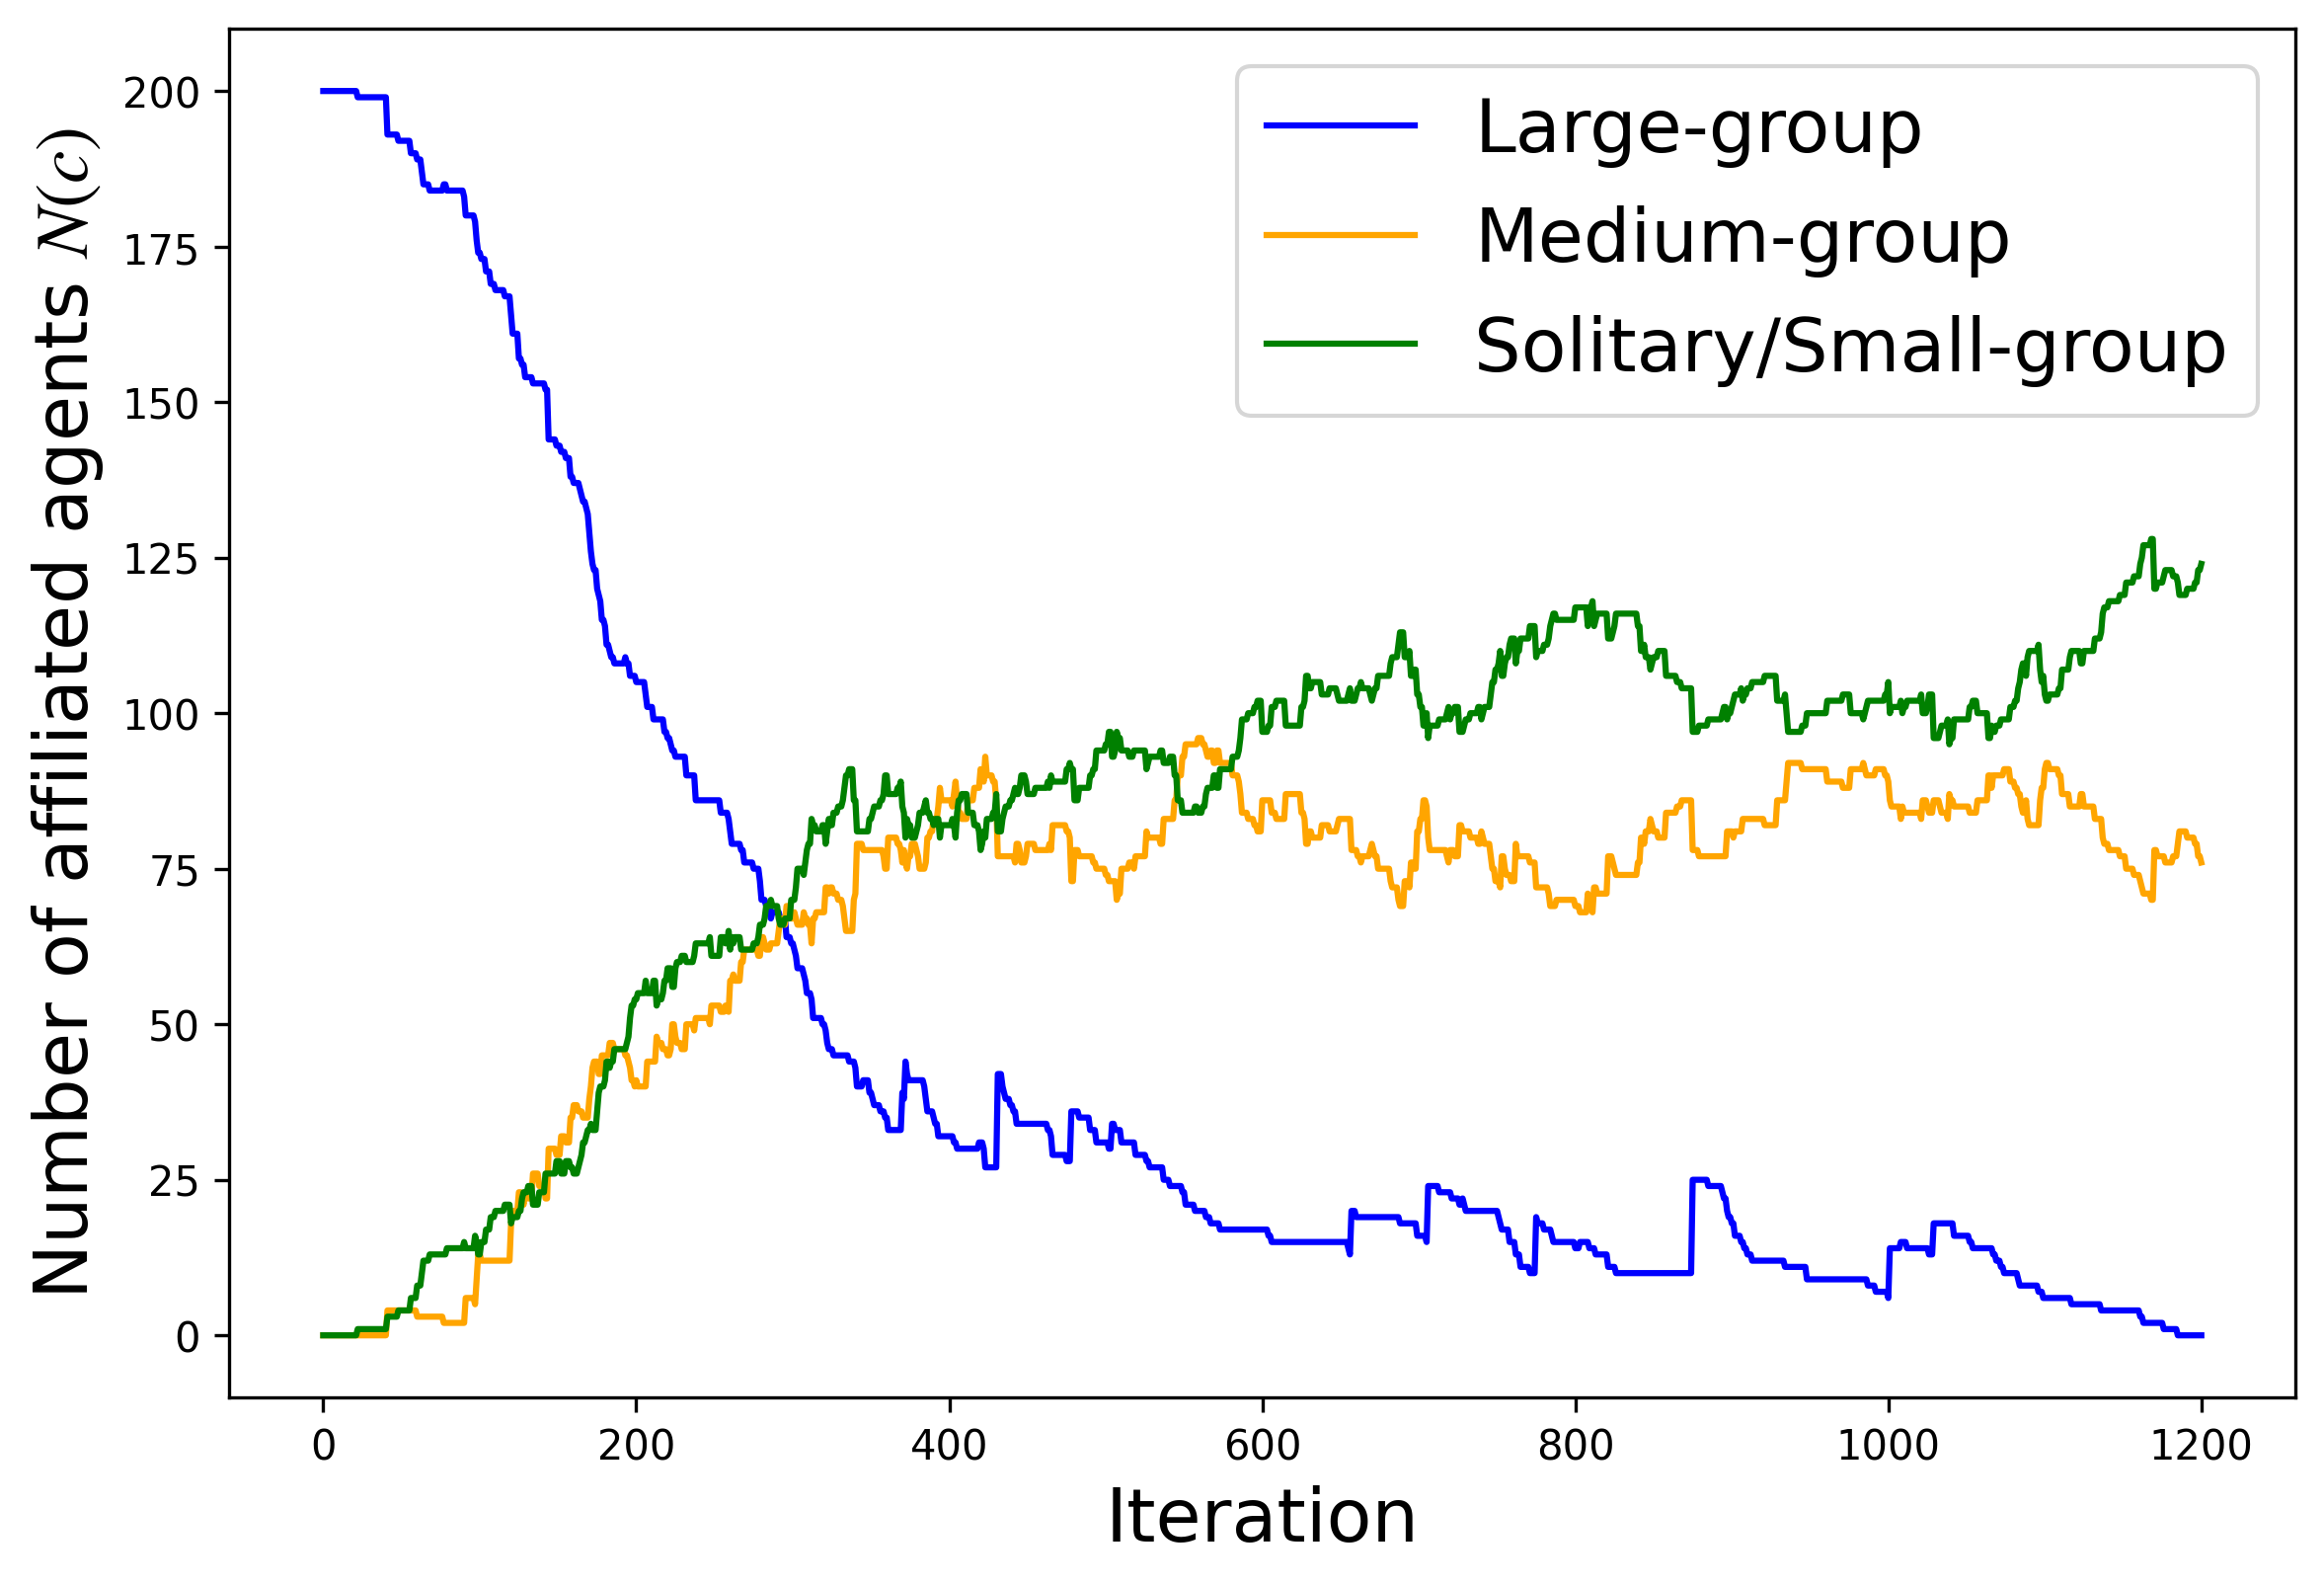 Number of affiliated agents N(c)
200
175
150
125
100
75
50
25
0
Large-group
Medium-group
Solitary/Small-group
0 200 400 600 800 1000 1200
Iteration